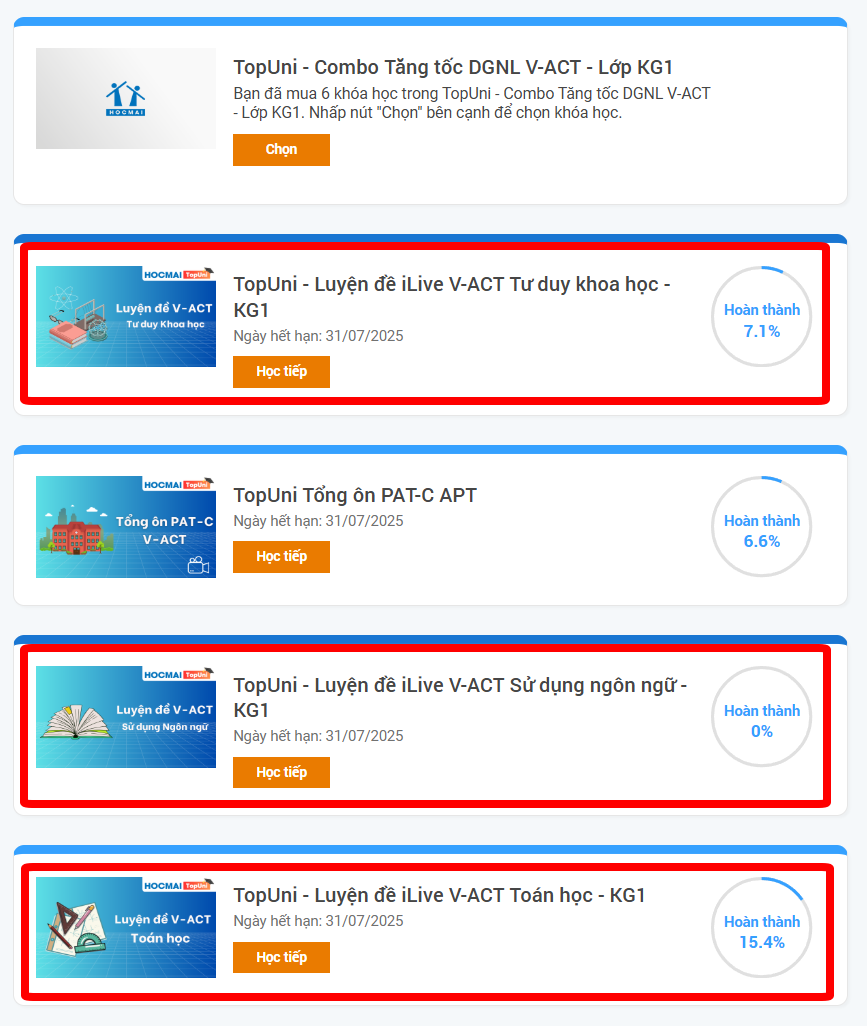 HOCMAI
TopUni - Combo Tăng tốc DGNL V-ACT - Lớp KG1
Bạn đã mua 6 khóa học trong TopUni - Combo Tăng tốc DGNL V-ACT
- Lớp KG1. Nhấp nút "Chọn" bên cạnh để chọn khóa học.
Chọn
HOCMAI TopUni
Luyện đề V-ACT
Tư duy Khoa học
TopUni - Luyện đề iLive V-ACT Tư duy khoa học -
KG1
Ngày hết hạn: 31/07/2025
Học tiếp
Hoàn thành
7.1%
HOCMAI TopUni
Tổng ôn PAT-C
V-ACT
TopUni Tổng ôn PAT-C APT
Ngày hết hạn: 31/07/2025
Học tiếp
Hoàn thành
6.6%
HOCMAI TopUni
Luyện đề V-ACT
Sử dụng Ngôn ngữ
TopUni - Luyện đề iLive V-ACT Sử dụng ngôn ngữ -
KG1
Ngày hết hạn: 31/07/2025
Học tiếp
Hoàn thành
0%
HOCMAI TopUni
Luyện đề V-ACT
Toán học
TopUni - Luyện đề iLive V-ACT Toán học - KG1
Ngày hết hạn: 31/07/2025
Học tiếp
Hoàn thành
15.4%